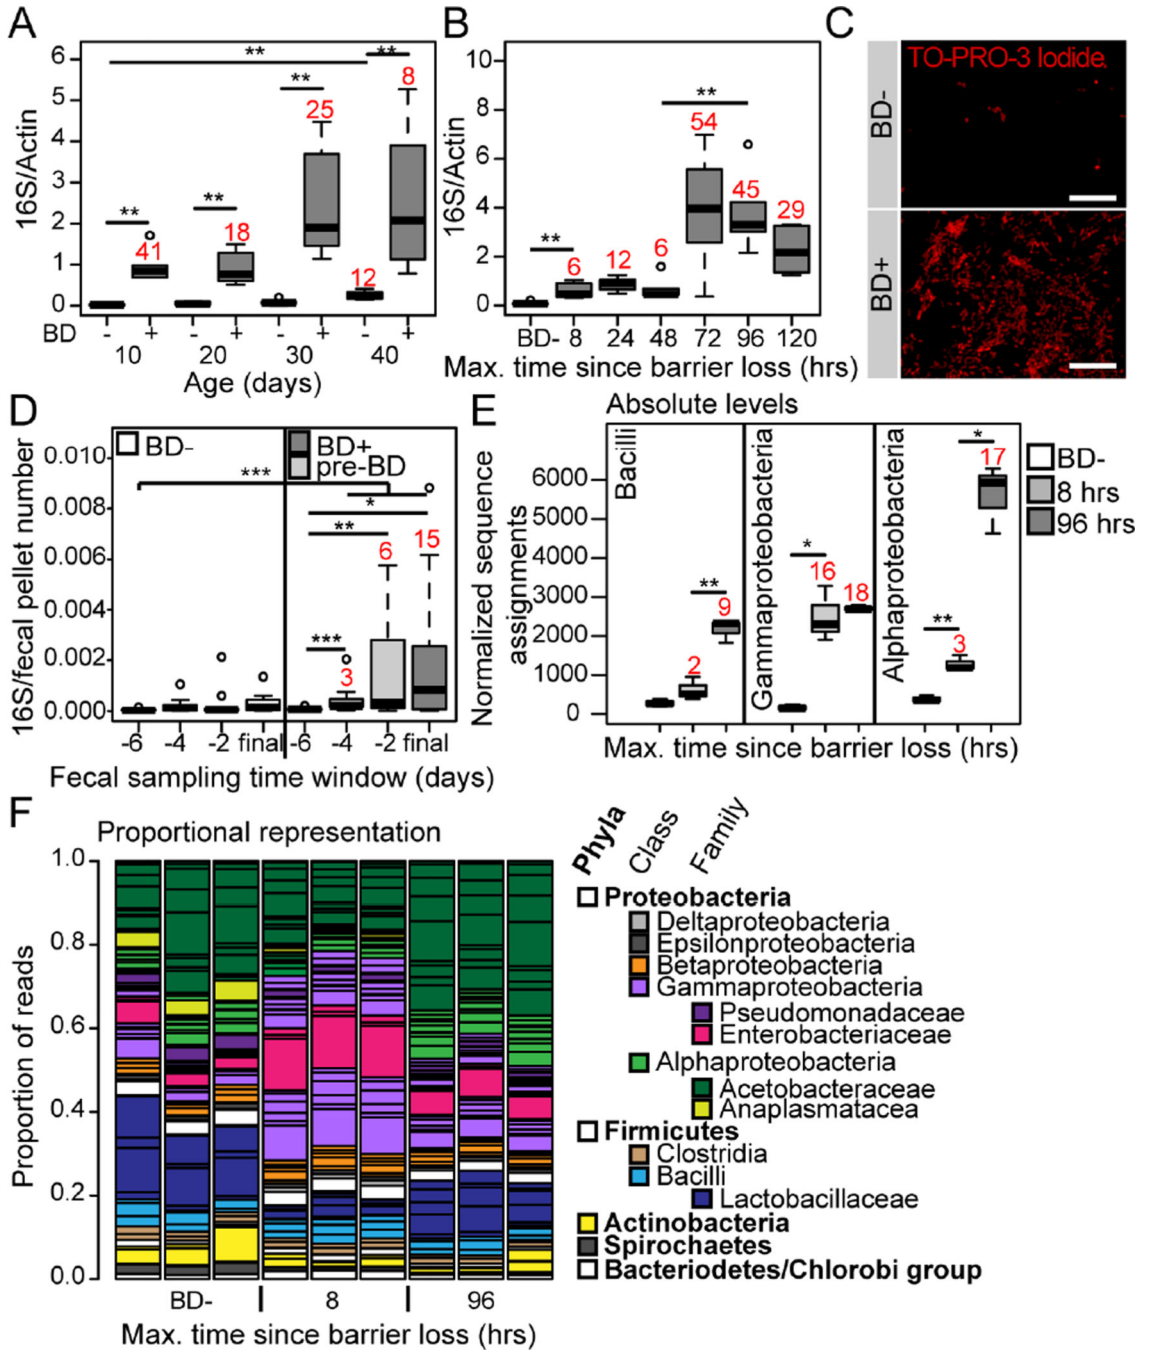 A
16S/Actin
6
5
4
3
2
1
0
**
**
**
**
**
41
18
25
12
8
BD - + - + - + - +
10 20 30 40
Age (days)
B
16S/Actin
10
8
6
4
2
0
**
**
6
12
6
54
45
29
BD- 8 24 48 72 96 120
Max. time since barrier loss (hrs)
C
BD-
TO-PRO-3 Iodide
BD+
D
16S/fecal pellet number
0.010
0.008
0.006
0.004
0.002
0.000
BD-
BD+
pre-BD
***
*
**
***
3
6
15
-6 -4 -2 final -6 -4 -2 final
Fecal sampling time window (days)
E
Absolute levels
Normalized sequence
assignments
6000
5000
4000
3000
2000
1000
0
Bacilli
**
2
9
Gammaproteobacteria
*
16
18
Alphaproteobacteria
**
*
3
17
BD-
8 hrs
96 hrs
Max. time since barrier loss (hrs)
F
Proportional representation
Proportion of reads
1.0
0.8
0.6
0.4
0.2
0.0
BD- 8 96
Max. time since barrier loss (hrs)
Phyla
Class
Family
Proteobacteria
Deltaproteobacteria
Epsilonproteobacteria
Betaproteobacteria
Gammaproteobacteria
Pseudomonadaceae
Enterobacteriaceae
Alphaproteobacteria
Acetobacteraceae
Anaplasmatacea
Firmicutes
Clostridia
Bacilli
Lactobacillaceae
Actinobacteria
Spirochaetes
Bacteriodetes/Chlorobi group